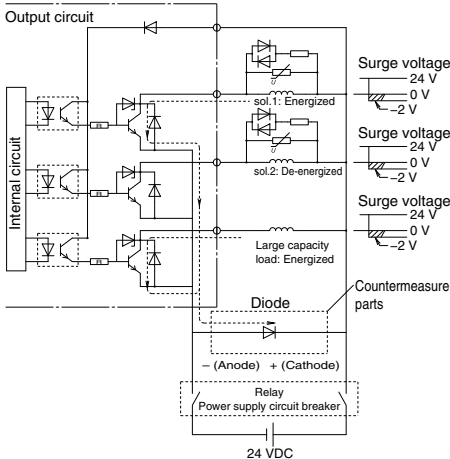 Output circuit
Internal circuit
sol.1: Energized
Surge voltage
24 V
0 V
−2 V
sol.2: De-energized
Surge voltage
24 V
0 V
−2 V
Surge voltage
24 V
0 V
−2 V
Large capacity
load: Energized
Countermeasure
parts
Diode
− (Anode) + (Cathode)
Relay
Power supply circuit breaker
24 VDC